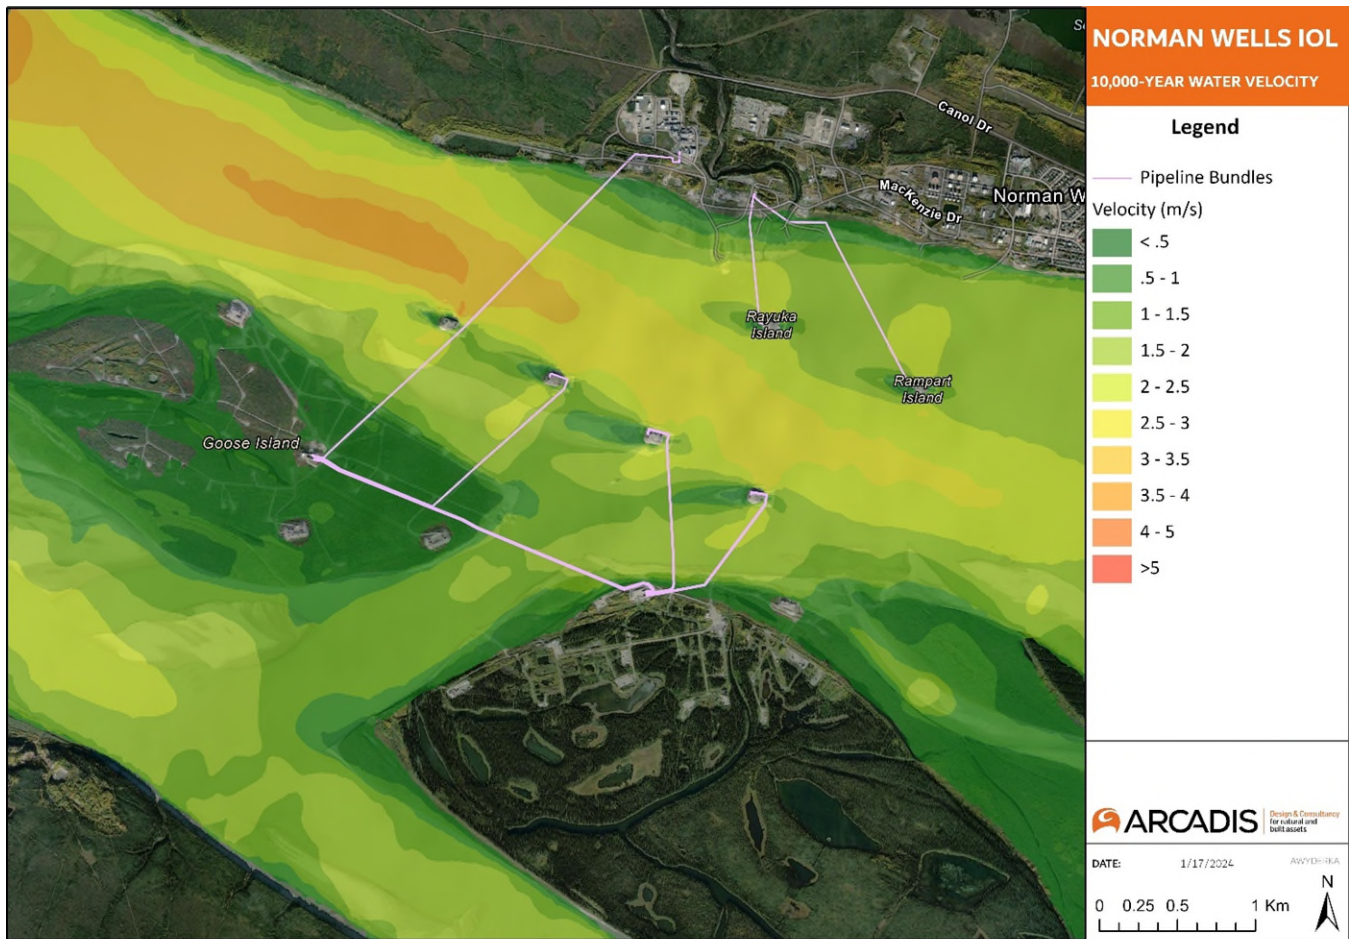 Canol Dr
MacKenzie Dr
Norman W
Rayuka
Island
Rampart
Island
Goose Island
NORMAN WELLS IOL
10,000-YEAR WATER VELOCITY
Legend
Pipeline Bundles
Velocity (m/s)
< .5
.5 - 1
1 - 1.5
1.5 - 2
2 - 2.5
2.5 - 3
3 - 3.5
3.5 - 4
4 - 5
>5
ARCADIS
Design & Consultancy
for natural and
built assets
DATE: 1/17/2024 AWYDERKA
N
0 0.25 0.5 1 Km